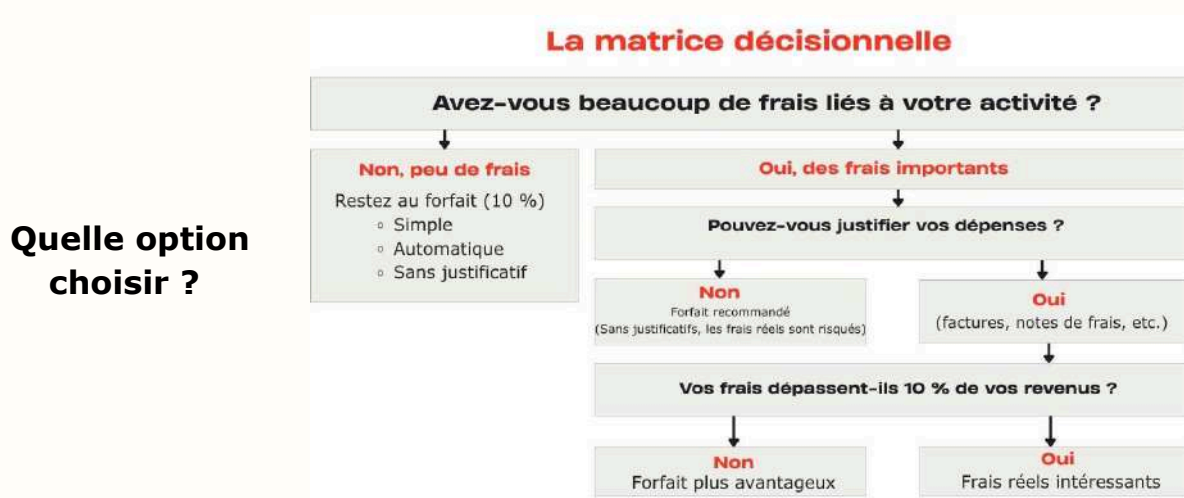 La matrice décisionnelle
Avez-vous beaucoup de frais liés à votre activité ?
Quelle option
choisir ?
Non, peu de frais
Restez au forfait (10 %)
◦ Simple
◦ Automatique
◦ Sans justificatif
Oui, des frais importants
Pouvez-vous justifier vos dépenses ?
Non
Forfait recommandé
(Sans justificatifs, les frais réels sont risqués)
Oui
(factures, notes de frais, etc.)
Vos frais dépassent-ils 10 % de vos revenus ?
Non
Forfait plus avantageux
Oui
Frais réels intéressants